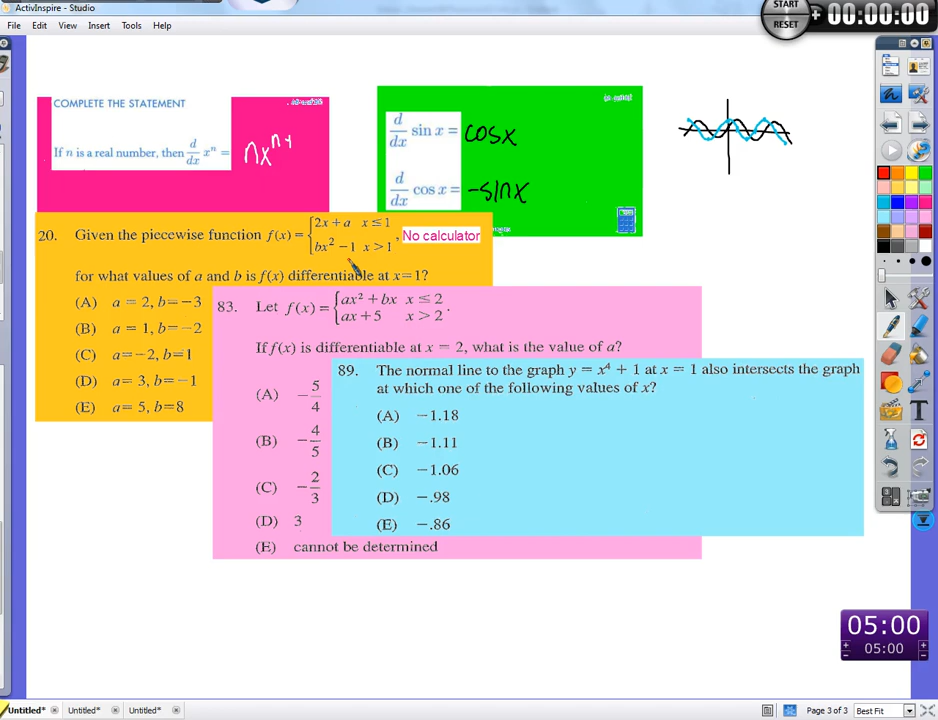 ActivInspire - Studio
File Edit View Insert Tools Help
START
RESET
00:00:00
COMPLETE THE STATEMENT
If n is a real number, then d/dx xⁿ =
d/dx sin x = cosx
d/dx cos x = -sinx
20. Given the piecewise function f(x) = { 2x + a x ≤ 1
bx² − 1 x > 1 , No calculator
for what values of a and b is f(x) differentiable at x = 1?
(A) a = 2, b = −3
(B) a = 1, b = −2
(C) a = −2, b = 1
(D) a = 3, b = −1
(E) a = 5, b = 8
83. Let f(x) = { ax² + bx x ≤ 2
ax + 5 x > 2 .
If f(x) is differentiable at x = 2, what is the value of a?
(A) −5/4
(B) −4/5
(C) −2/3
(D) 3
(E) cannot be determined
89. The normal line to the graph y = x⁴ + 1 at x = 1 also intersects the graph
at which one of the following values of x?
(A) −1.18
(B) −1.11
(C) −1.06
(D) −.98
(E) −.86
05:00
05:00
Untitled* Untitled* Untitled*
Page 3 of 3 Best Fit